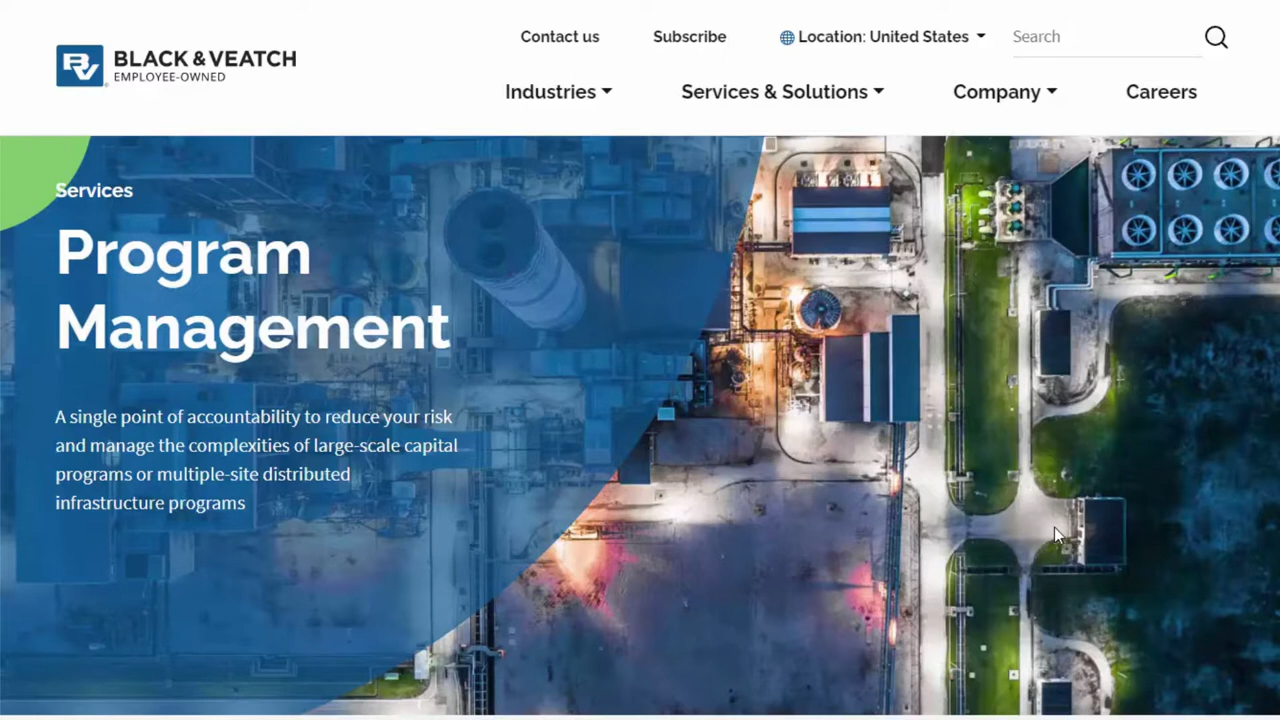 Contact us
Subscribe
Location: United States
Search
BV
BLACK & VEATCH
EMPLOYEE-OWNED
Industries
Services & Solutions
Company
Careers
Services
Program
Management
A single point of accountability to reduce your risk
and manage the complexities of large-scale capital
programs or multiple-site distributed
infrastructure programs